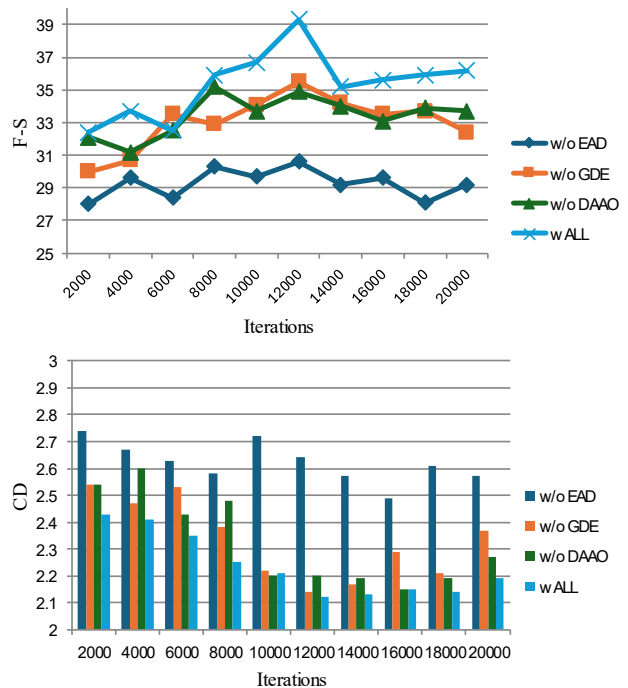 39
37
35
33
31
29
27
25
F-S
2000
4000
6000
8000
10000
12000
14000
16000
18000
20000
Iterations
w/o EAD
w/o GDE
w/o DAAO
w ALL
3
2.9
2.8
2.7
2.6
2.5
2.4
2.3
2.2
2.1
2
CD
2000 4000 6000 8000 10000 12000 14000 16000 18000 20000
Iterations
w/o EAD
w/o GDE
w/o DAAO
w ALL